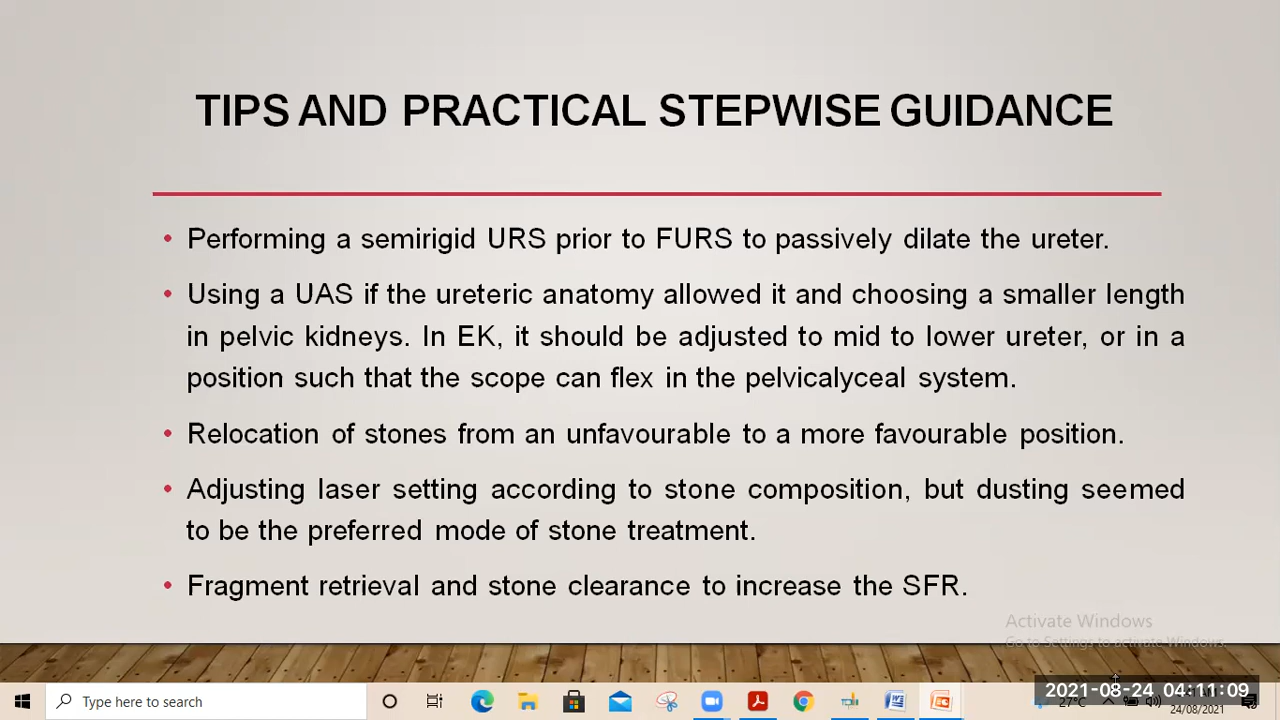 TIPS AND PRACTICAL STEPWISE GUIDANCE
• Performing a semirigid URS prior to FURS to passively dilate the ureter.
• Using a UAS if the ureteric anatomy allowed it and choosing a smaller length
in pelvic kidneys. In EK, it should be adjusted to mid to lower ureter, or in a
position such that the scope can flex in the pelvicalyceal system.
• Relocation of stones from an unfavourable to a more favourable position.
• Adjusting laser setting according to stone composition, but dusting seemed
to be the preferred mode of stone treatment.
• Fragment retrieval and stone clearance to increase the SFR.
Activate Windows
Go to Settings to activate Windows.
Type here to search
2021-08-24 04:11:09
27°C
24/08/2021